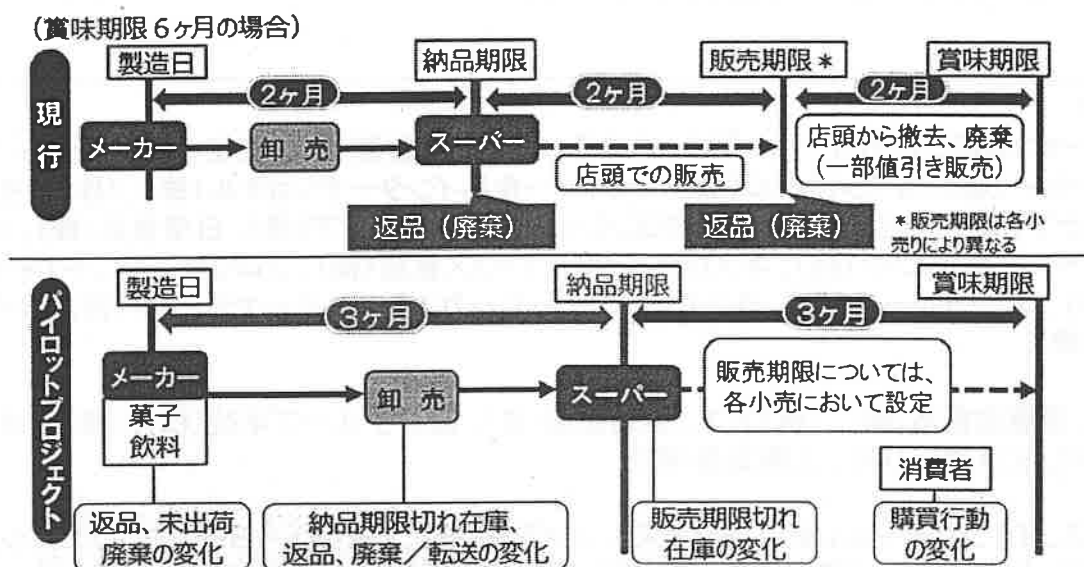 (賞味期限6ヶ月の場合)
現行
製造日
納品期限
販売期限*
賞味期限
2ヶ月
2ヶ月
2ヶ月
メーカー
卸売
スーパー
店頭での販売
店頭から撤去、廃棄
(一部値引き販売)
返品(廃棄)
返品(廃棄)
*販売期限は各小
売りにより異なる
パイロットプロジェクト
製造日
納品期限
賞味期限
3ヶ月
3ヶ月
メーカー
菓子
飲料
卸売
スーパー
販売期限については、
各小売において設定
消費者
返品、未出荷
廃棄の変化
納品期限切れ在庫、
返品、廃棄/転送の変化
販売期限切れ
在庫の変化
購買行動
の変化